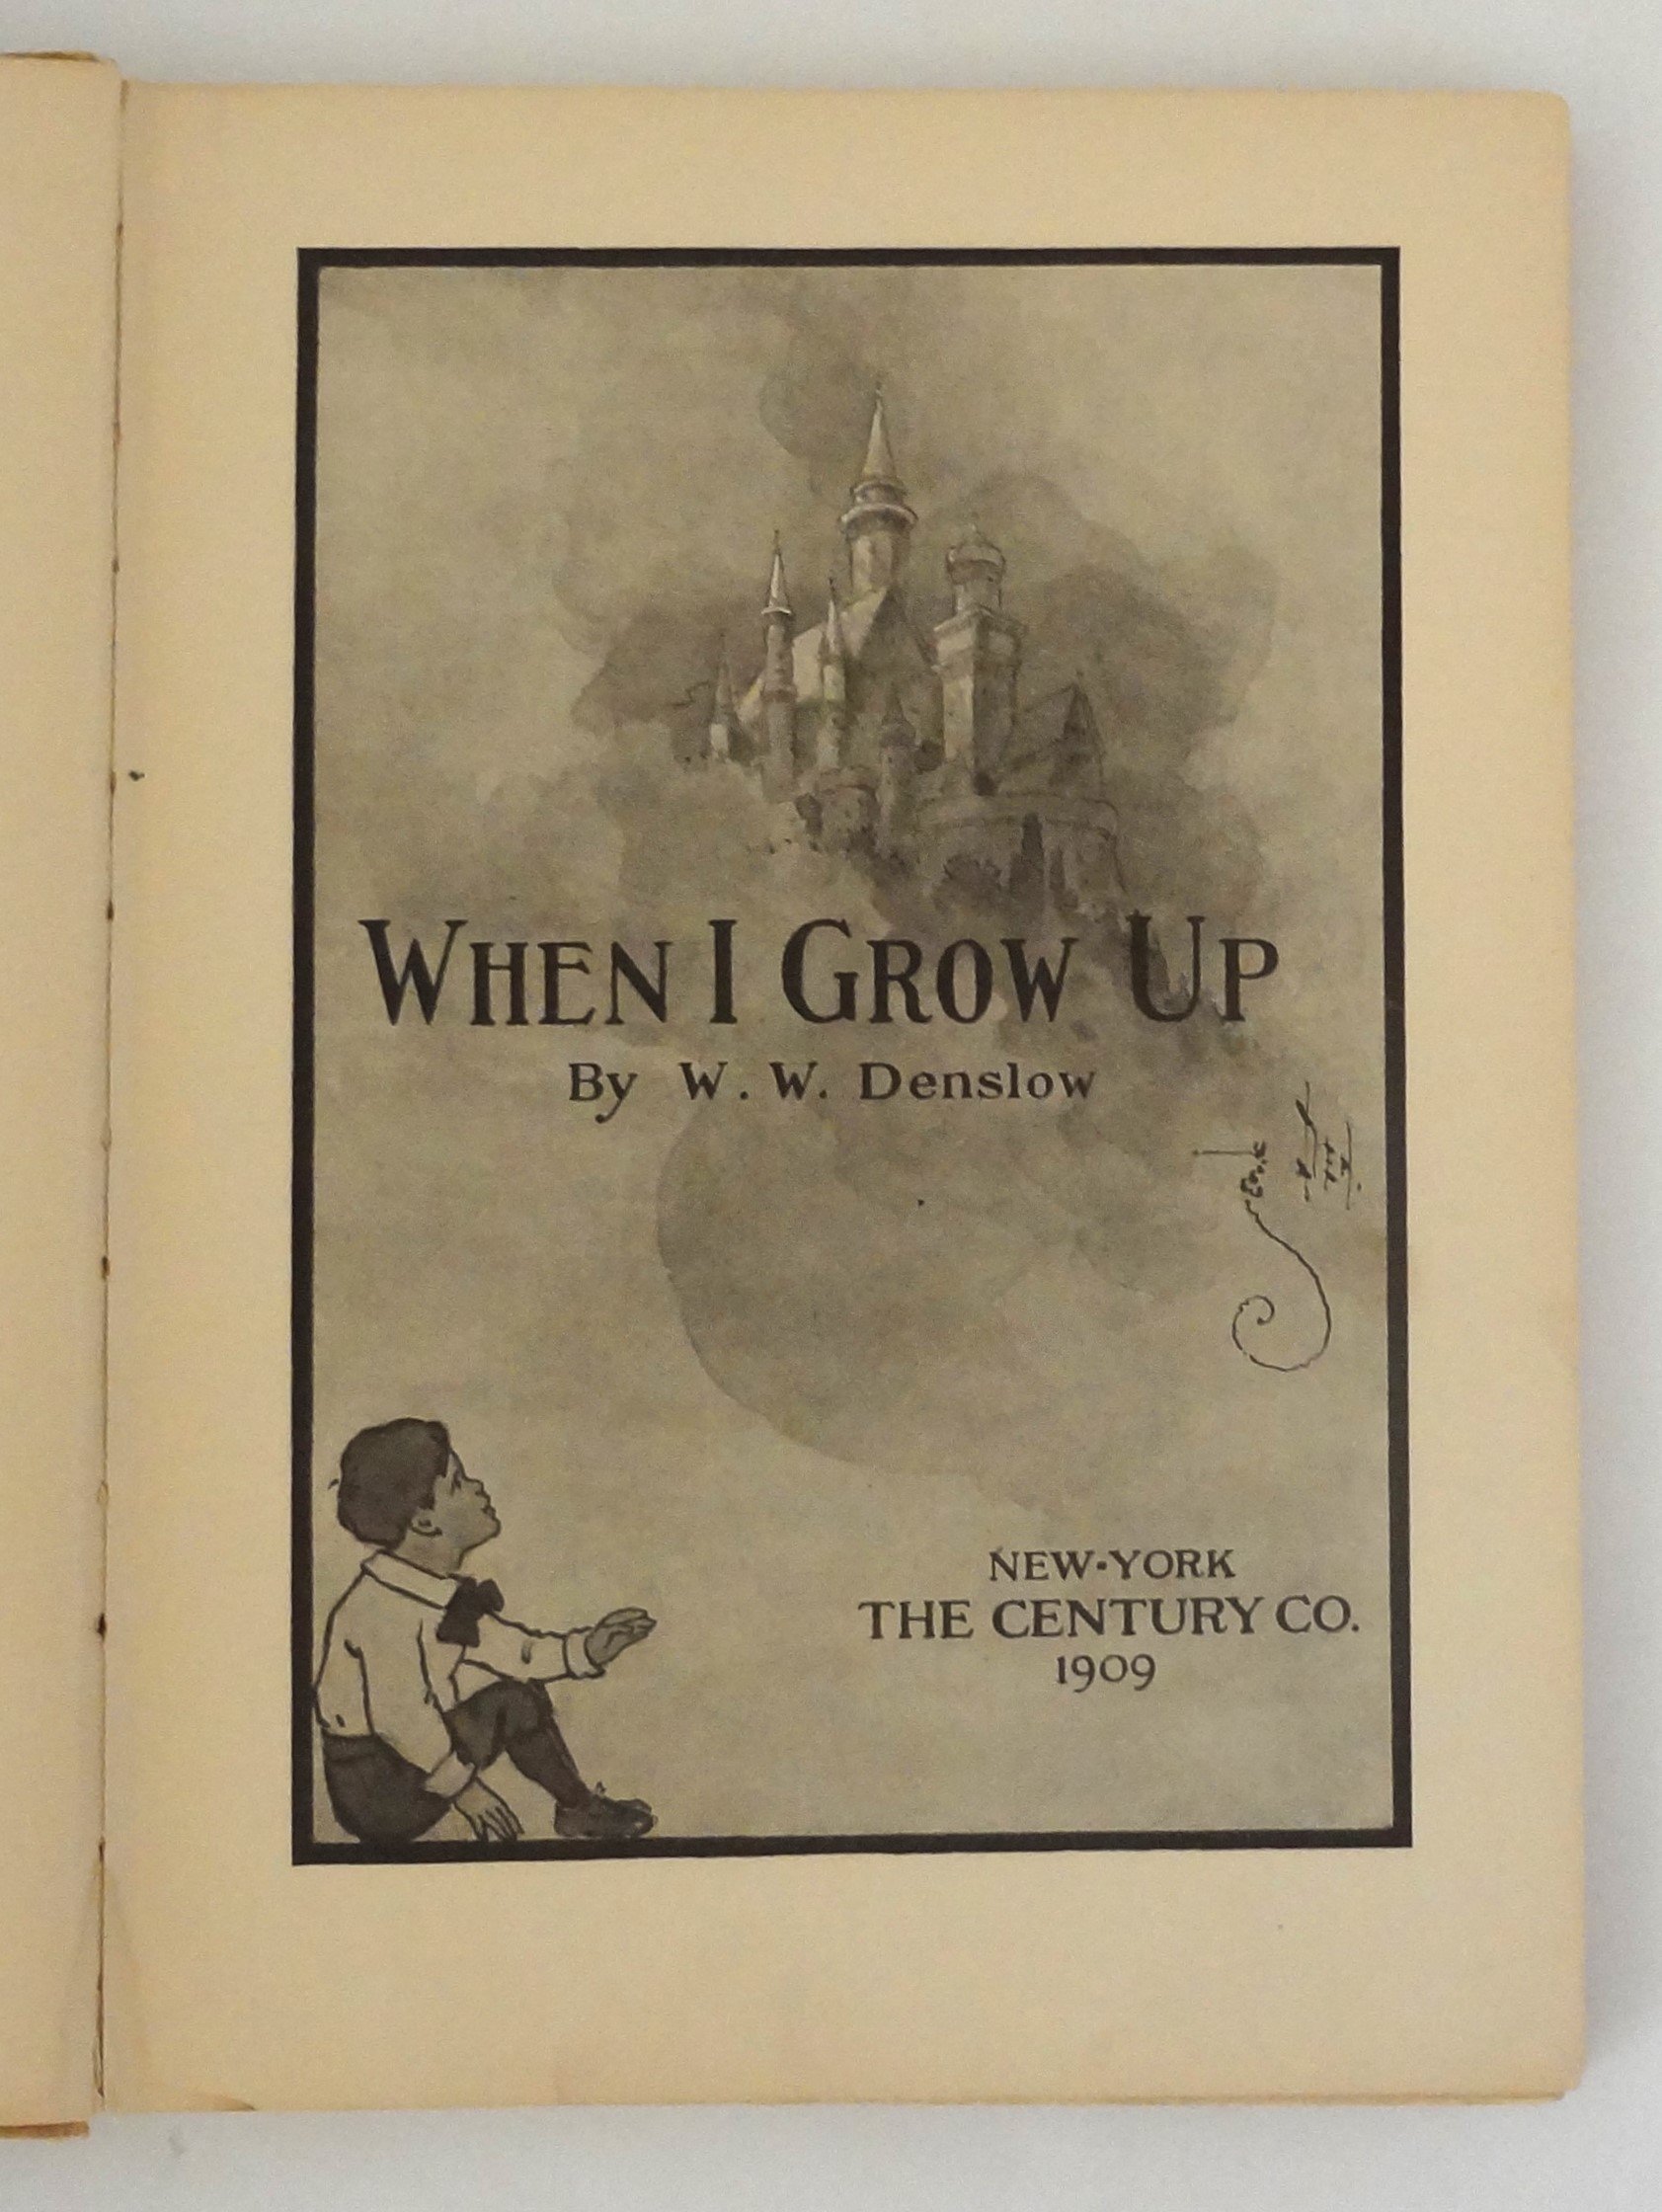 WHEN I GROW UP
By W. W. Denslow
NEW-YORK
THE CENTURY CO.
1909